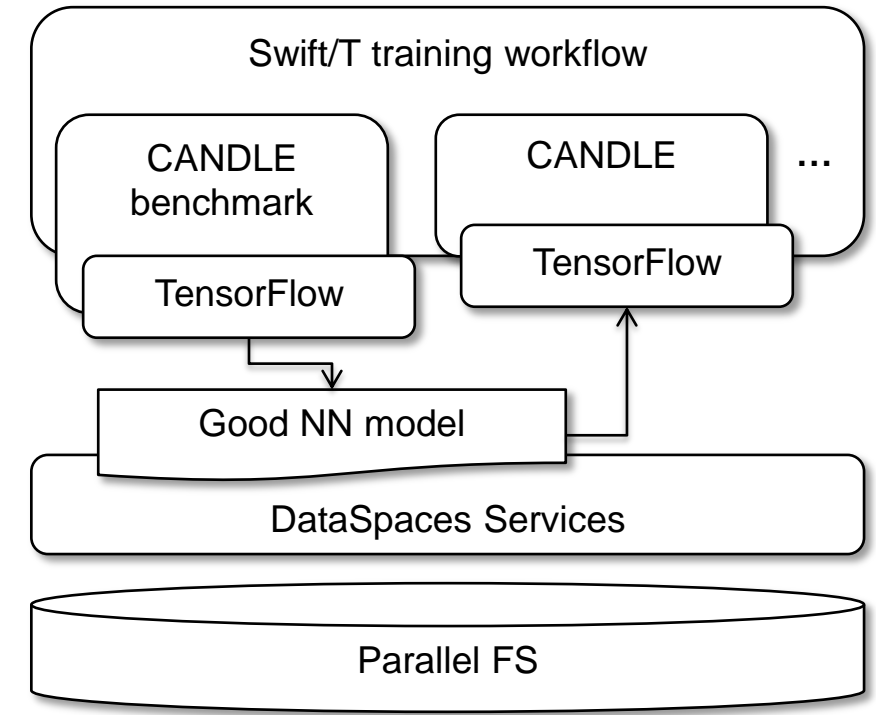 Swift/T training workflow
CANDLE
benchmark
CANDLE
...
TensorFlow
TensorFlow
Good NN model
DataSpaces Services
Parallel FS